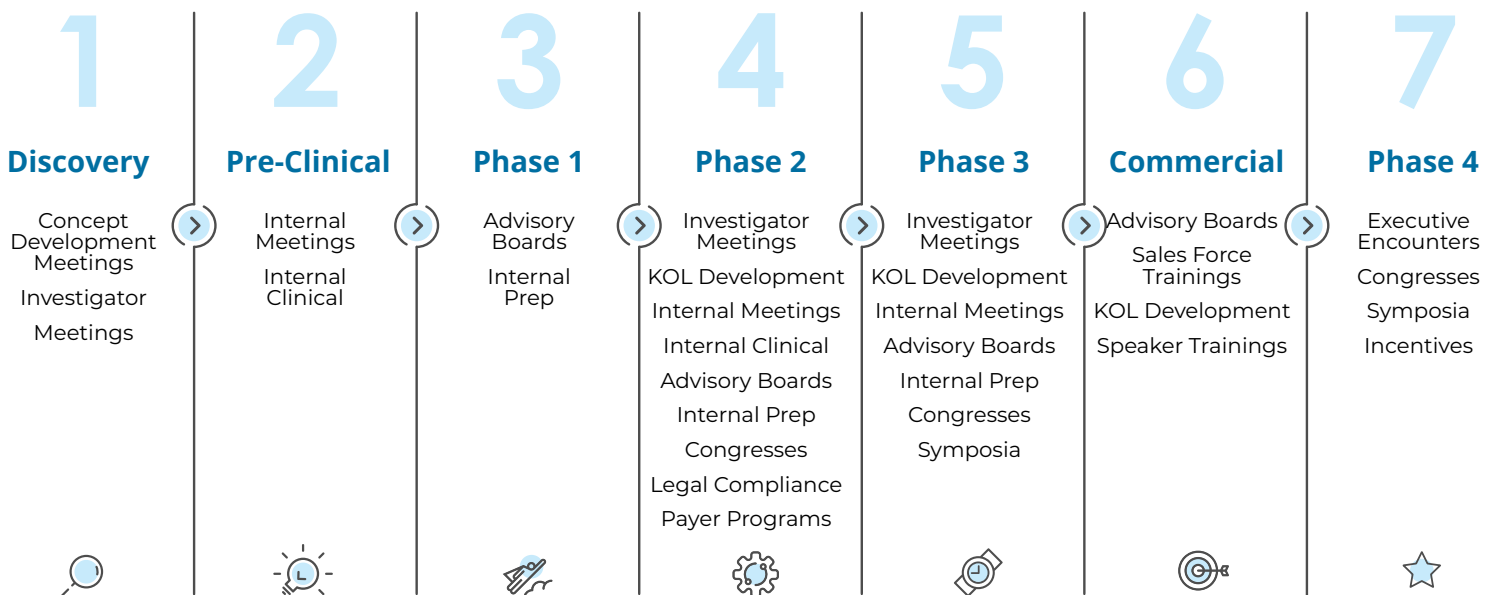 1
Discovery
Concept
Development
Meetings
Investigator
Meetings
2
Pre-Clinical
Internal
Meetings
Internal
Clinical
3
Phase 1
Advisory
Boards
Internal
Prep
4
Phase 2
Investigator
Meetings
KOL Development
Internal Meetings
Internal Clinical
Advisory Boards
Internal Prep
Congresses
Legal Compliance
Payer Programs
5
Phase 3
Investigator
Meetings
KOL Development
Internal Meetings
Advisory Boards
Internal Prep
Congresses
Symposia
6
Commercial
Advisory Boards
Sales Force
Trainings
KOL Development
Speaker Trainings
7
Phase 4
Executive
Encounters
Congresses
Symposia
Incentives